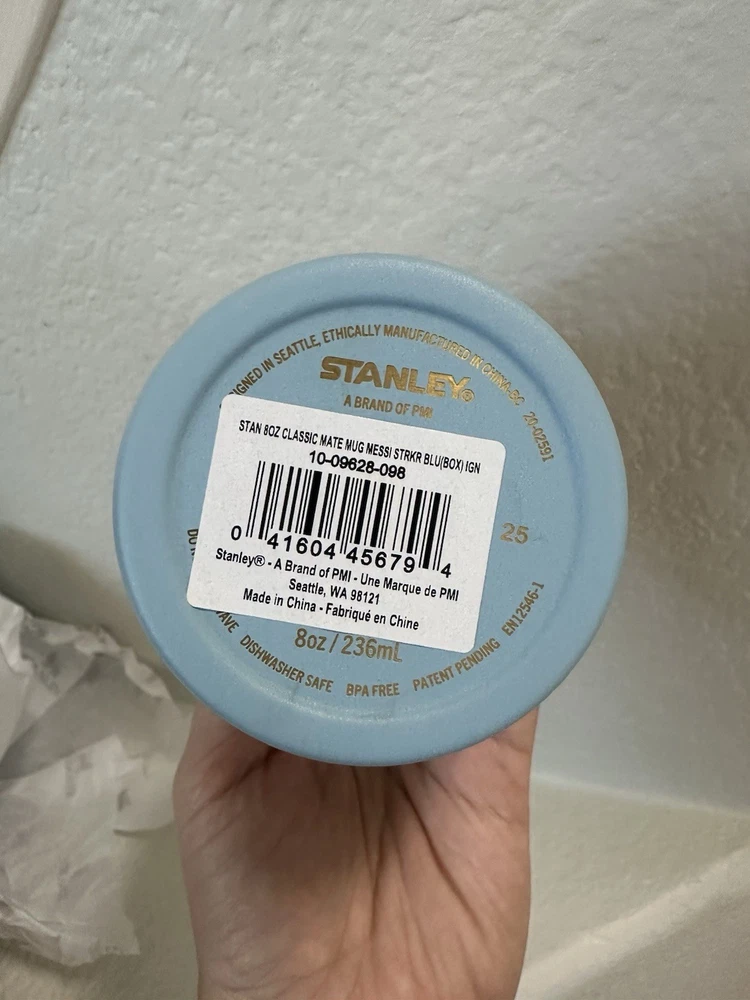 IGNED IN SEATTLE, ETHICALLY MANUFACTURED IN CHINA-GC 20-02591
STANLEY®
A BRAND OF PMI
STAN 8OZ CLASSIC MATE MUG MESSI STRKR BLU(BOX) IGN
10-09628-098
0 41604 45679 4
Stanley® - A Brand of PMI - Une Marque de PMI
Seattle, WA 98121
Made in China - Fabriqué en Chine
25
8oz / 236mL
DISHWASHER SAFE BPA FREE PATENT PENDING EN12546-1